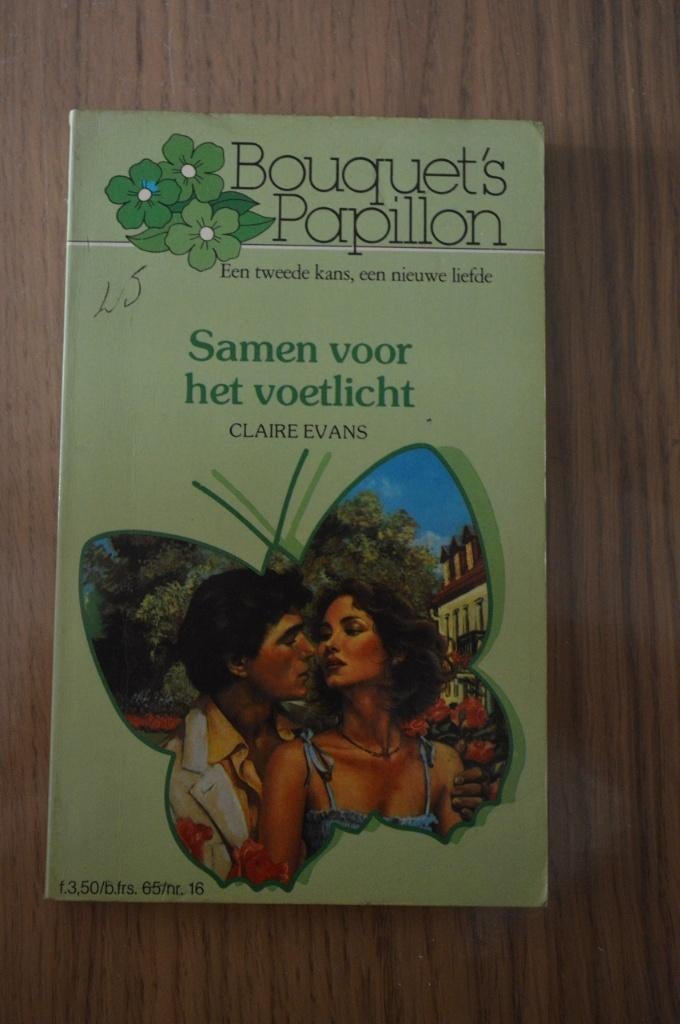 Bouquet's
Papillon
Een tweede kans, een nieuwe liefde
Samen voor
het voetlicht
CLAIRE EVANS
f.3,50/b.frs. 65/nr. 16